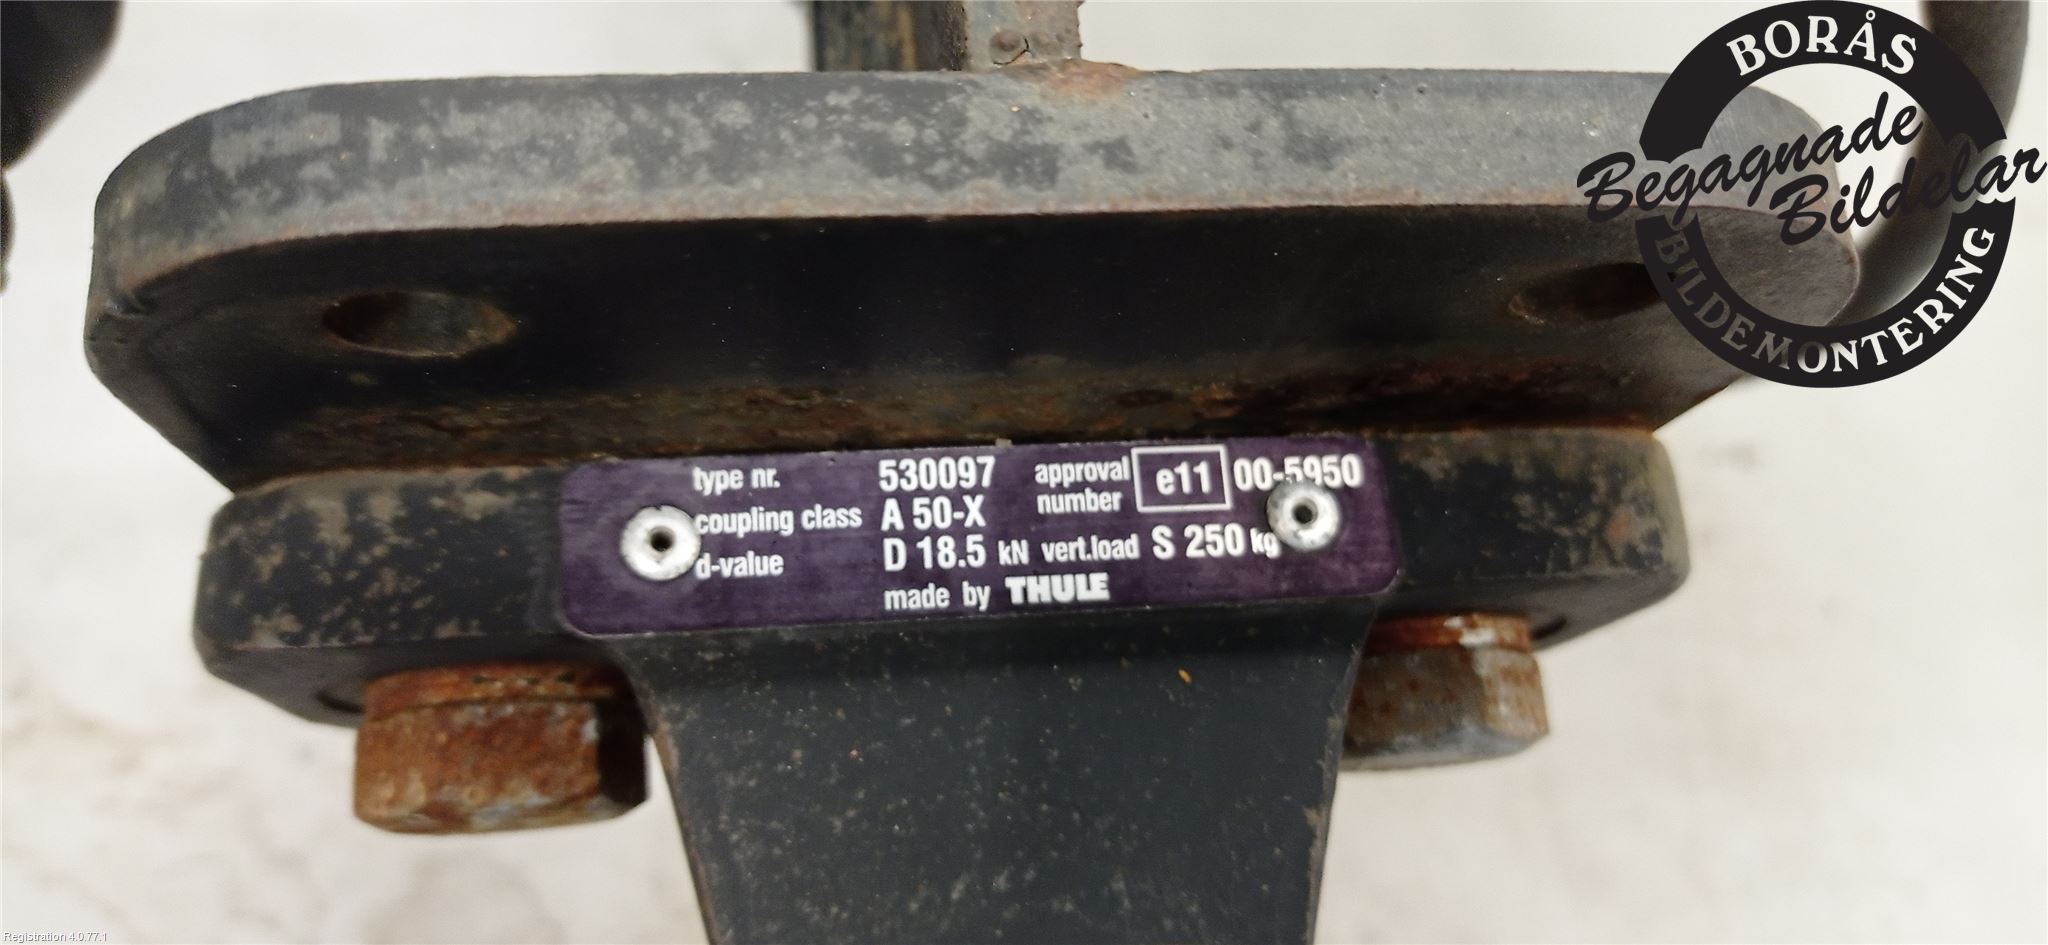 BORÅS
Begagnade
Bildelar
BILDEMONTERING
type nr. 530097 approval number e11 00-5950
coupling class A 50-X
d-value D 18.5 kN vert.load S 250 kg
made by THULE
Registration 4.0.77.1